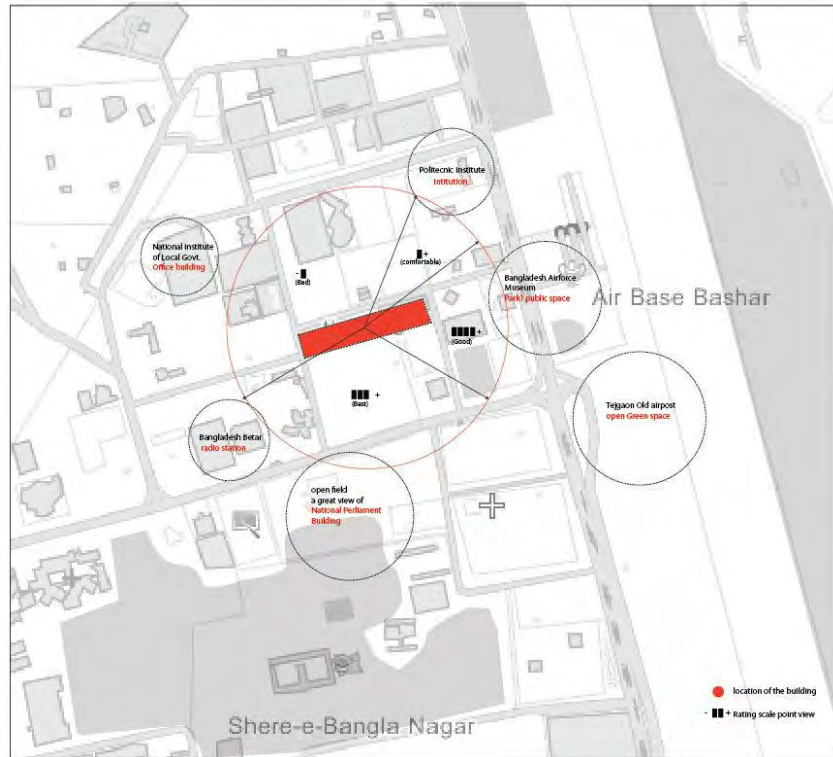 Politecnic Institute
Intitution
National Institute
of Local Govt.
Office building
+
(comfortable)
-
(Bad)
Bangladesh Airforce
Museum
Park? public space
Air Base Bashar
+
(Good)
+
(Best)
Tejgaon Old airpost
open Green space
Bangladesh Betar
radio station
open field
a great view of
National Perliament
Building
location of the building
- + Rating scale point view
Shere-e-Bangla Nagar